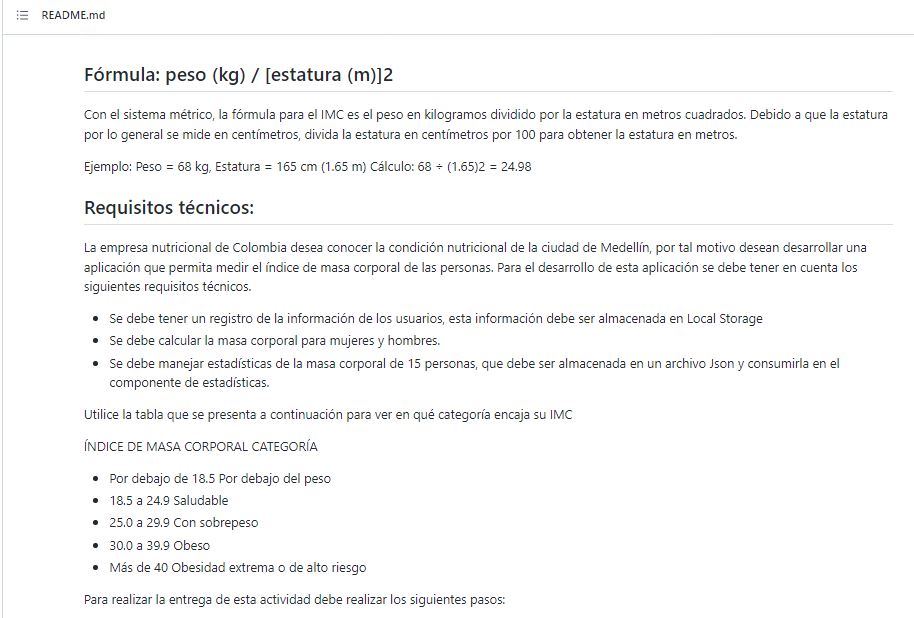 README.md
Fórmula: peso (kg) / [estatura (m)]2
Con el sistema métrico, la fórmula para el IMC es el peso en kilogramos dividido por la estatura en metros cuadrados. Debido a que la estatura
por lo general se mide en centímetros, divida la estatura en centímetros por 100 para obtener la estatura en metros.
Ejemplo: Peso = 68 kg, Estatura = 165 cm (1.65 m) Cálculo: 68 ÷ (1.65)2 = 24.98
Requisitos técnicos:
La empresa nutricional de Colombia desea conocer la condición nutricional de la ciudad de Medellín, por tal motivo desean desarrollar una
aplicación que permita medir el índice de masa corporal de las personas. Para el desarrollo de esta aplicación se debe tener en cuenta los
siguientes requisitos técnicos.
• Se debe tener un registro de la información de los usuarios, esta información debe ser almacenada en Local Storage
• Se debe calcular la masa corporal para mujeres y hombres.
• Se debe manejar estadísticas de la masa corporal de 15 personas, que debe ser almacenada en un archivo Json y consumirla en el
componente de estadísticas.
Utilice la tabla que se presenta a continuación para ver en qué categoría encaja su IMC
ÍNDICE DE MASA CORPORAL CATEGORÍA
• Por debajo de 18.5 Por debajo del peso
• 18.5 a 24.9 Saludable
• 25.0 a 29.9 Con sobrepeso
• 30.0 a 39.9 Obeso
• Más de 40 Obesidad extrema o de alto riesgo
Para realizar la entrega de esta actividad debe realizar los siguientes pasos: